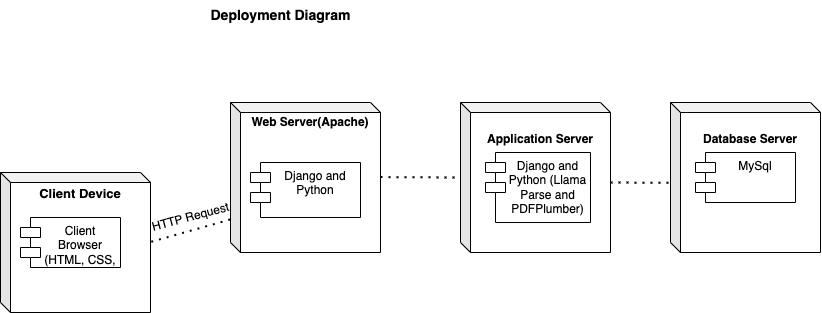 Deployment Diagram
Web Server(Apache)
Django and
Python
Application Server
Django and
Python (Llama
Parse and
PDFPlumber)
Database Server
MySql
Client Device
Client
Browser
(HTML, CSS,
HTTP Request